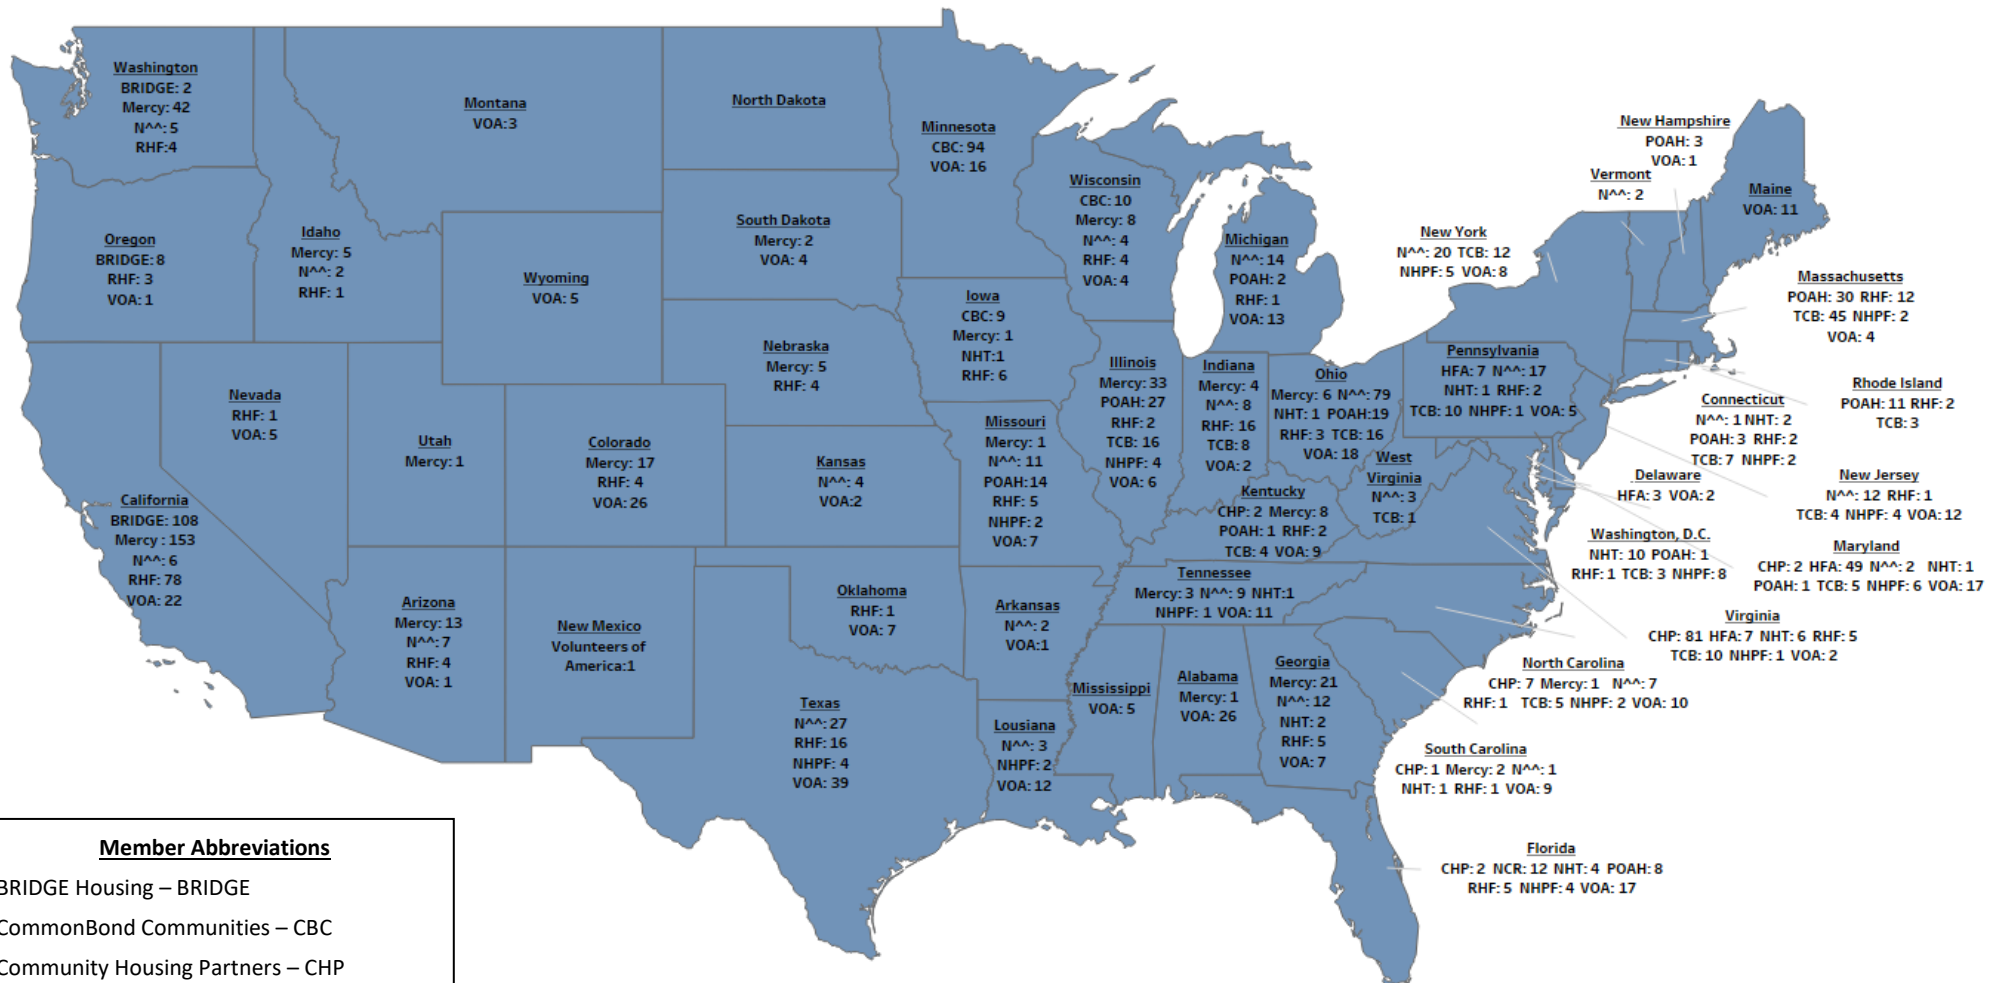 Washington
BRIDGE: 2
Mercy: 42
N^^: 5
RHF:4
Montana
VOA:3
North Dakota
Minnesota
CBC: 94
VOA: 16
Wisconsin
CBC: 10
Mercy: 8
N^^: 4
RHF: 4
VOA: 4
Michigan
N^^: 14
POAH: 2
RHF: 1
VOA: 13
New Hampshire
POAH: 3
VOA: 1
Vermont
N^^: 2
Maine
VOA: 11
New York
N^^: 20 TCB: 12
NHPF: 5 VOA: 8
Massachusetts
POAH: 30 RHF: 12
TCB: 45 NHPF: 2
VOA: 4
Oregon
BRIDGE: 8
RHF: 3
VOA: 1
Idaho
Mercy: 5
N^^: 2
RHF: 1
Wyoming
VOA: 5
South Dakota
Mercy: 2
VOA: 4
Iowa
CBC: 9
Mercy: 1
NHT:1
RHF: 6
Nebraska
Mercy: 5
RHF: 4
Illinois
Mercy: 33
POAH: 27
RHF: 2
TCB: 16
NHPF: 4
VOA: 6
Indiana
Mercy: 4
N^^: 8
RHF: 16
TCB: 8
VOA: 2
Ohio
Mercy: 6 N^^: 79
NHT: 1 POAH:19
RHF: 3 TCB: 16
VOA: 18
Pennsylvania
HFA: 7 N^^: 17
NHT: 1 RHF: 2
TCB: 10 NHPF: 1 VOA: 5
Rhode Island
POAH: 11 RHF: 2
TCB: 3
Connecticut
N^^: 1 NHT: 2
POAH: 3 RHF: 2
TCB: 7 NHPF: 2
Nevada
RHF: 1
VOA: 5
Utah
Mercy: 1
Colorado
Mercy: 17
RHF: 4
VOA: 26
Kansas
N^^: 4
VOA:2
Missouri
Mercy: 1
N^^: 11
POAH:14
RHF: 5
NHPF: 2
VOA: 7
West
Virginia
N^^: 3
TCB: 1
Kentucky
CHP: 2 Mercy: 8
POAH: 1 RHF: 2
TCB: 4 VOA: 9
Delaware
HFA: 3 VOA: 2
New Jersey
N^^: 12 RHF: 1
TCB: 4 NHPF: 4 VOA: 12
Washington, D.C.
NHT: 10 POAH: 1
RHF: 1 TCB: 3 NHPF: 8
Maryland
CHP: 2 HFA: 49 N^^: 2 NHT: 1
POAH: 1 TCB: 5 NHPF: 6 VOA: 17
California
BRIDGE: 108
Mercy : 153
N^^: 6
RHF: 78
VOA: 22
Arizona
Mercy: 13
N^^: 7
RHF: 4
VOA: 1
New Mexico
Volunteers of
America:1
Oklahoma
RHF: 1
VOA: 7
Arkansas
N^^: 2
VOA:1
Tennessee
Mercy: 3 N^^: 9 NHT:1
NHPF: 1 VOA: 11
Virginia
CHP: 81 HFA: 7 NHT: 6 RHF: 5
TCB: 10 NHPF: 1 VOA: 2
North Carolina
CHP: 7 Mercy: 1 N^^: 7
RHF: 1 TCB: 5 NHPF: 2 VOA: 10
Texas
N^^: 27
RHF: 16
NHPF: 4
VOA: 39
Lousiana
N^^: 3
NHPF: 2
VOA: 12
Mississippi
VOA: 5
Alabama
Mercy: 1
VOA: 26
Georgia
Mercy: 21
N^^: 12
NHT: 2
RHF: 5
VOA: 7
South Carolina
CHP: 1 Mercy: 2 N^^: 1
NHT: 1 RHF: 1 VOA: 9
Florida
CHP: 2 NCR: 12 NHT: 4 POAH: 8
RHF: 5 NHPF: 4 VOA: 17
Member Abbreviations
BRIDGE Housing – BRIDGE
CommonBond Communities – CBC
Community Housing Partners – CHP